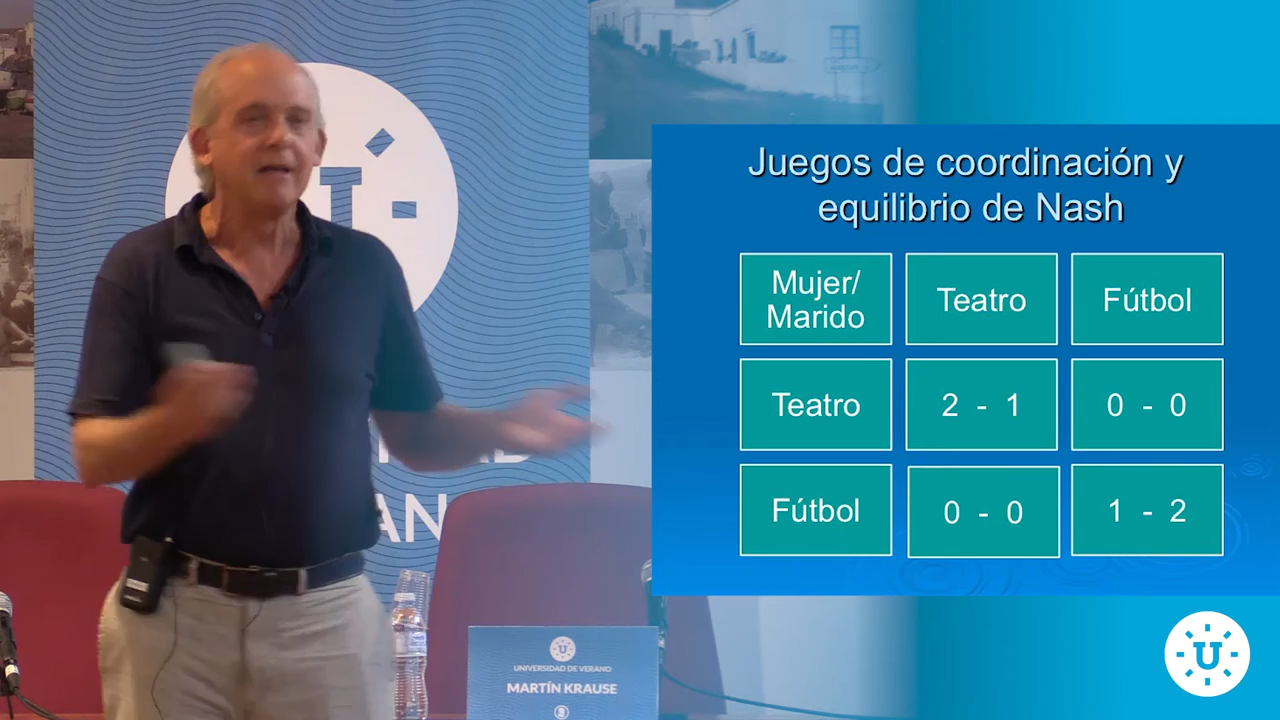 Juegos de coordinación y
equilibrio de Nash
Mujer/
Marido
Teatro
Fútbol
Teatro
2 - 1
0 - 0
Fútbol
0 - 0
1 - 2
UNIVERSIDAD DE VERANO
MARTÍN KRAUSE
U